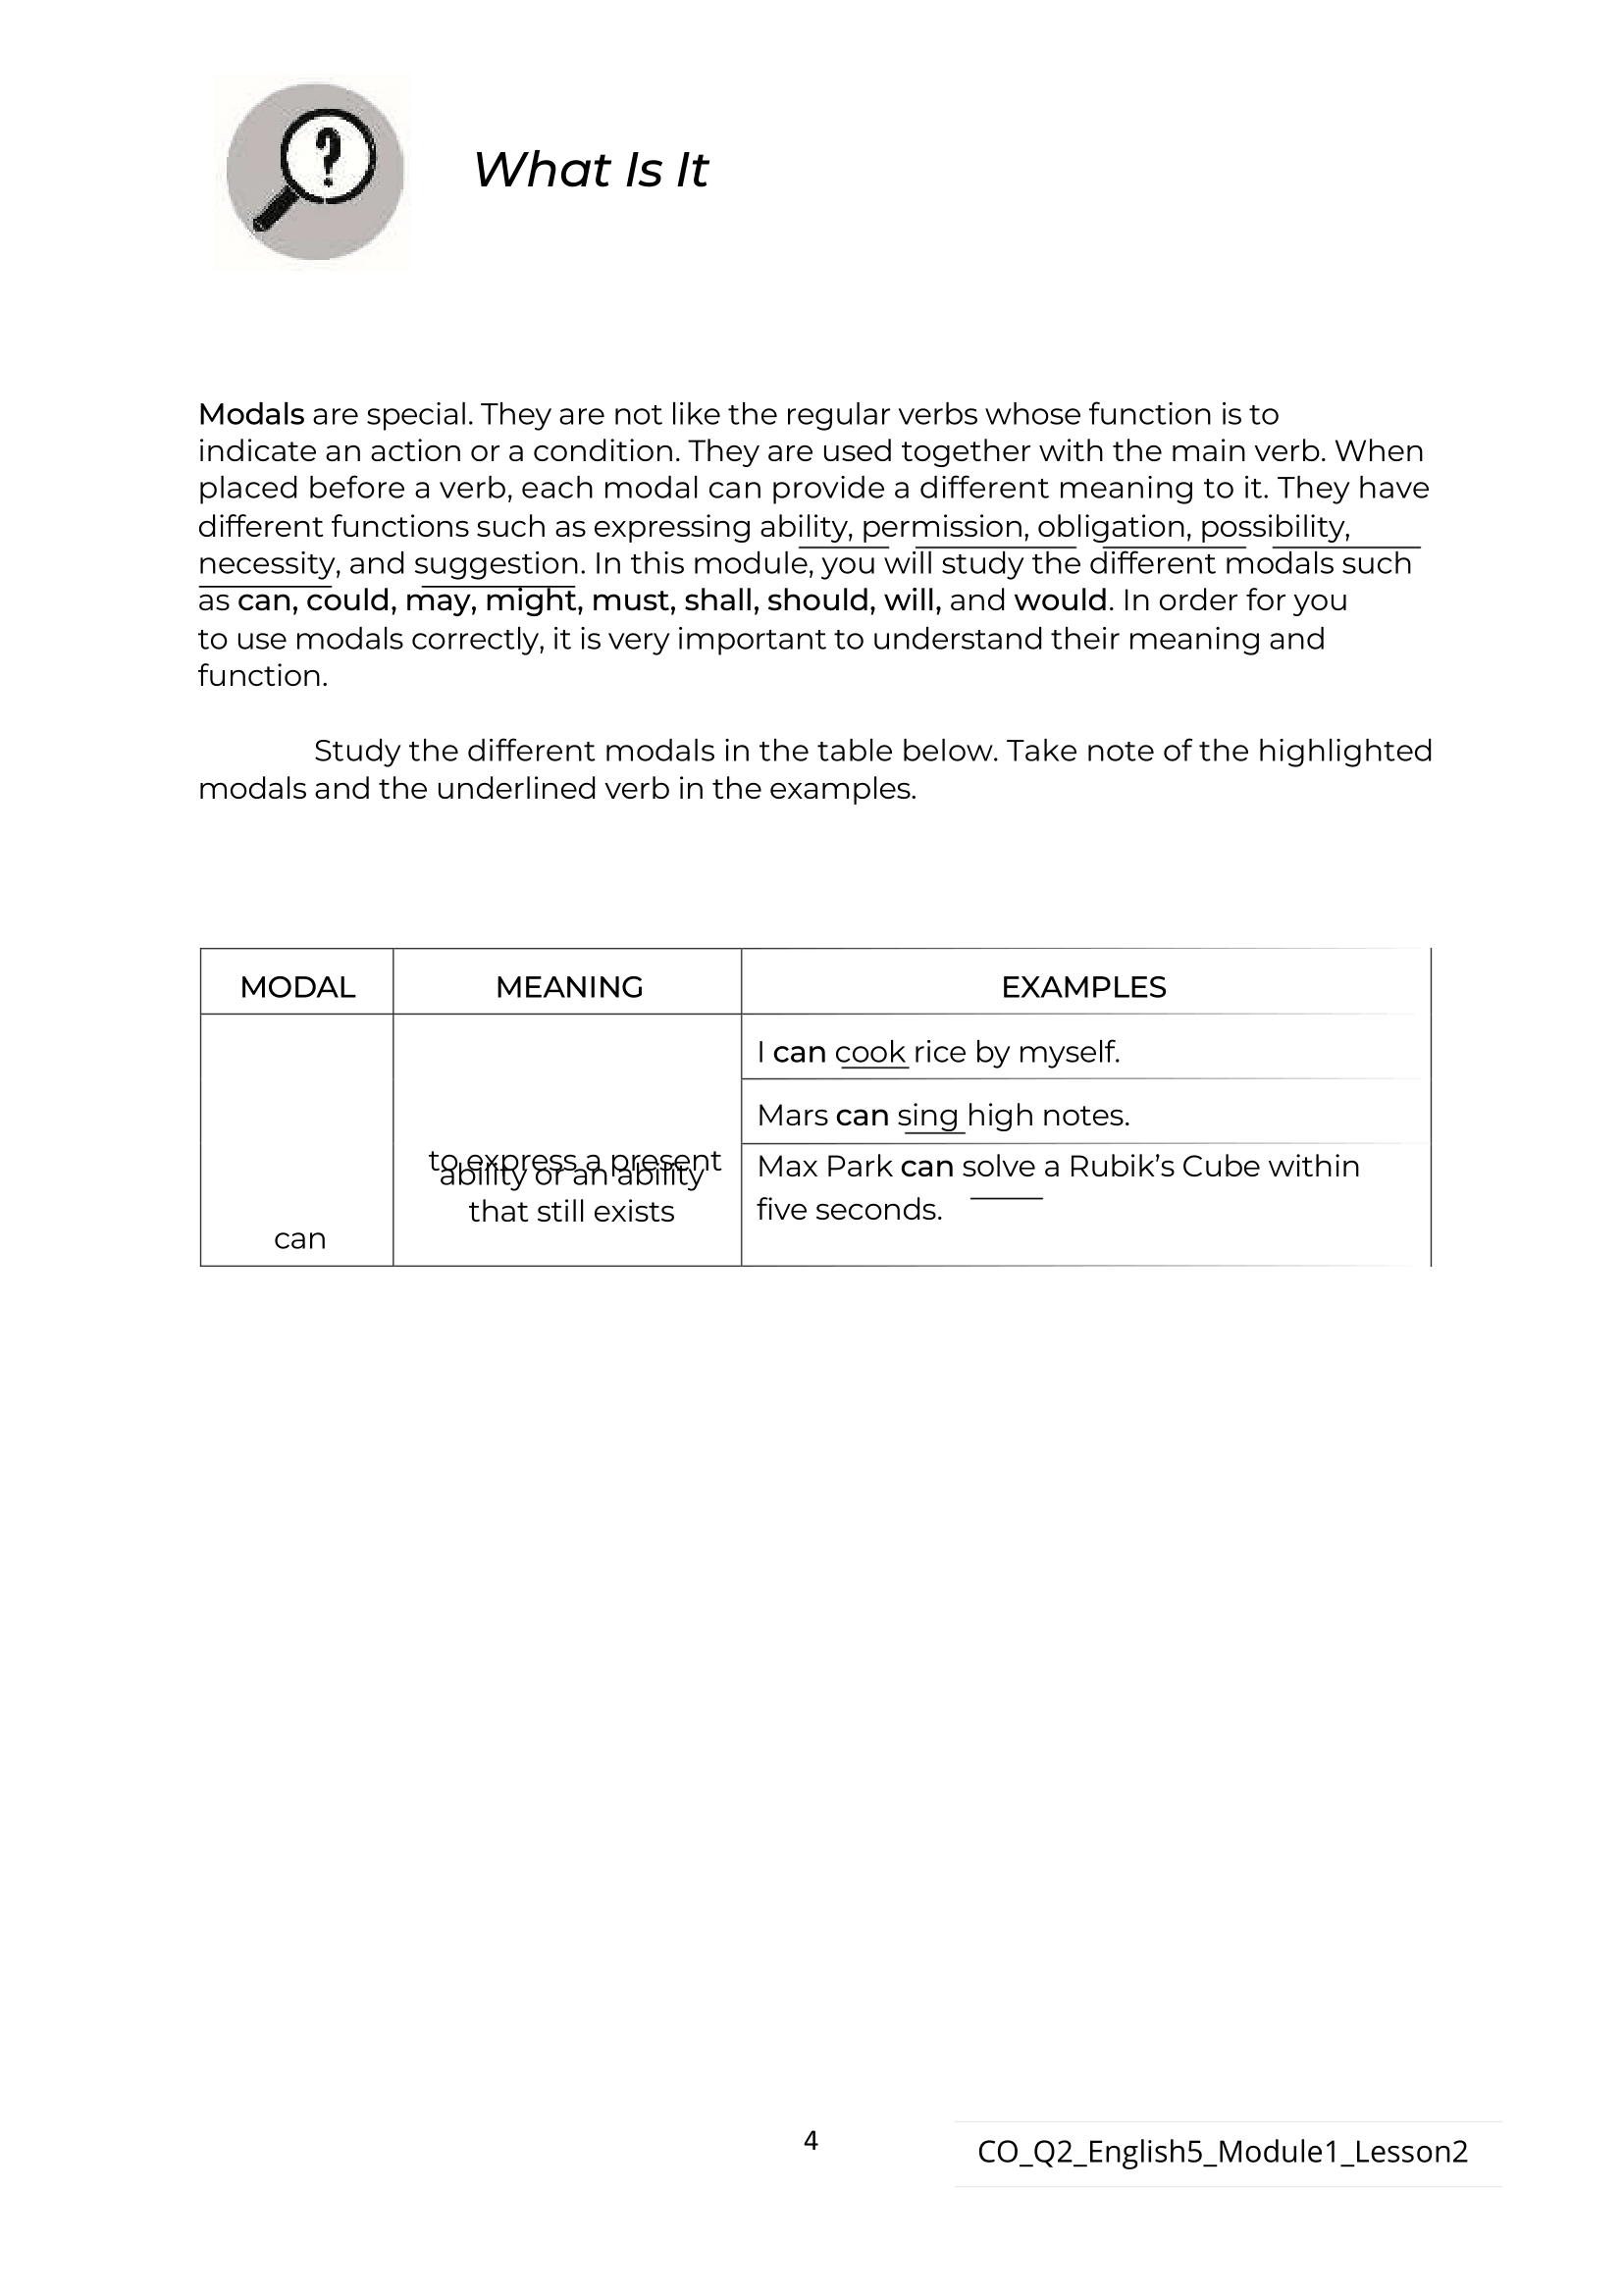 ?
What Is It
Modals are special. They are not like the regular verbs whose function is to
indicate an action or a condition. They are used together with the main verb. When
placed before a verb, each modal can provide a different meaning to it. They have
different functions such as expressing ability, permission, obligation, possibility,
necessity, and suggestion. In this module, you will study the different modals such
as can, could, may, might, must, shall, should, will, and would. In order for you
to use modals correctly, it is very important to understand their meaning and
function.
Study the different modals in the table below. Take note of the highlighted
modals and the underlined verb in the examples.
MODAL MEANING EXAMPLES
I can cook rice by myself.
Mars can sing high notes.
to express a present
ability or an ability
that still exists
Max Park can solve a Rubik’s Cube within
five seconds.
can
4
CO_Q2_English5_Module1_Lesson2